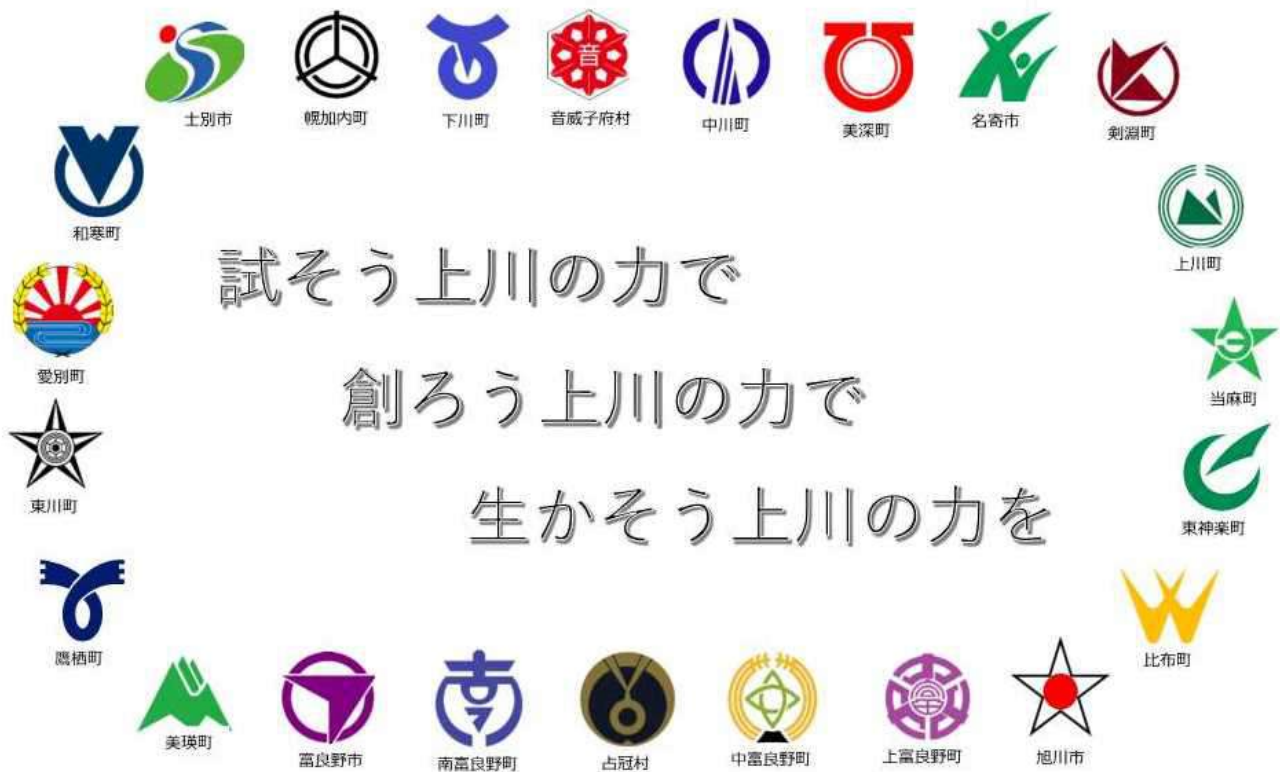 士別市 幌加内町 下川町 音威子府村 中川町 美深町 名寄市 剣淵町
音
和寒町
上川町
試そう上川の力で
愛別町
当麻町
創ろう上川の力で
東川町
東神楽町
生かそう上川の力を
鷹栖町
比布町
美瑛町 富良野市 南富良野町 占冠村 中富良野町 上富良野町 旭川市